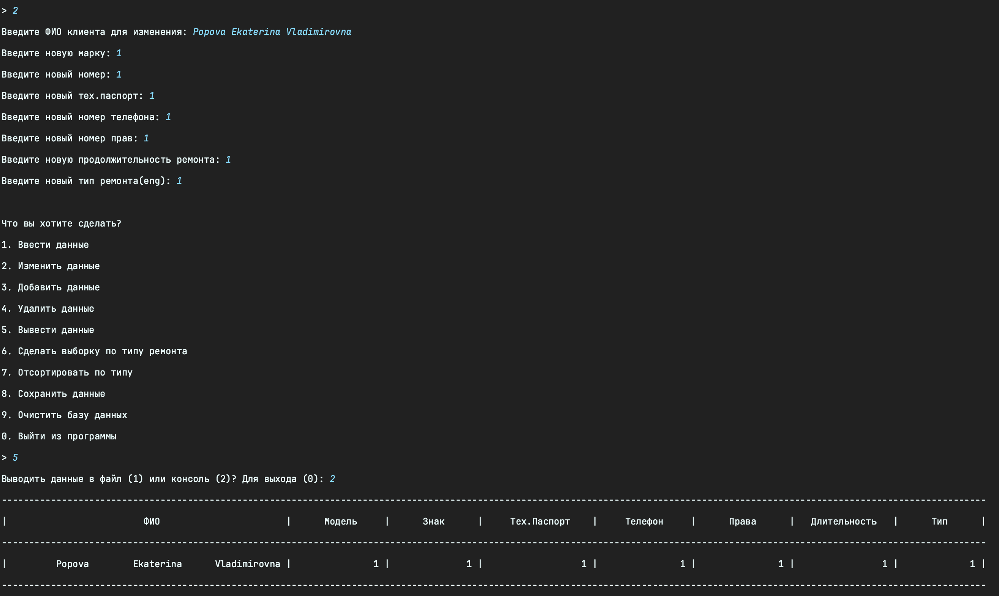 > 2
Введите ФИО клиента для изменения: Popova Ekaterina Vladimirovna
Введите новую марку: 1
Введите новый номер: 1
Введите новый тех.паспорт: 1
Введите новый номер телефона: 1
Введите новый номер прав: 1
Введите новую продолжительность ремонта: 1
Введите новый тип ремонта(eng): 1
Что вы хотите сделать?
1. Ввести данные
2. Изменить данные
3. Добавить данные
4. Удалить данные
5. Вывести данные
6. Сделать выборку по типу ремонта
7. Отсортировать по типу
8. Сохранить данные
9. Очистить базу данных
0. Выйти из программы
> 5
Выводить данные в файл (1) или консоль (2)? Для выхода (0): 2
| ФИО | Модель | Знак | Тех.Паспорт | Телефон | Права | Длительность | Тип |
| Popova Ekaterina Vladimirovna | 1 | 1 | 1 | 1 | 1 | 1 | 1 |